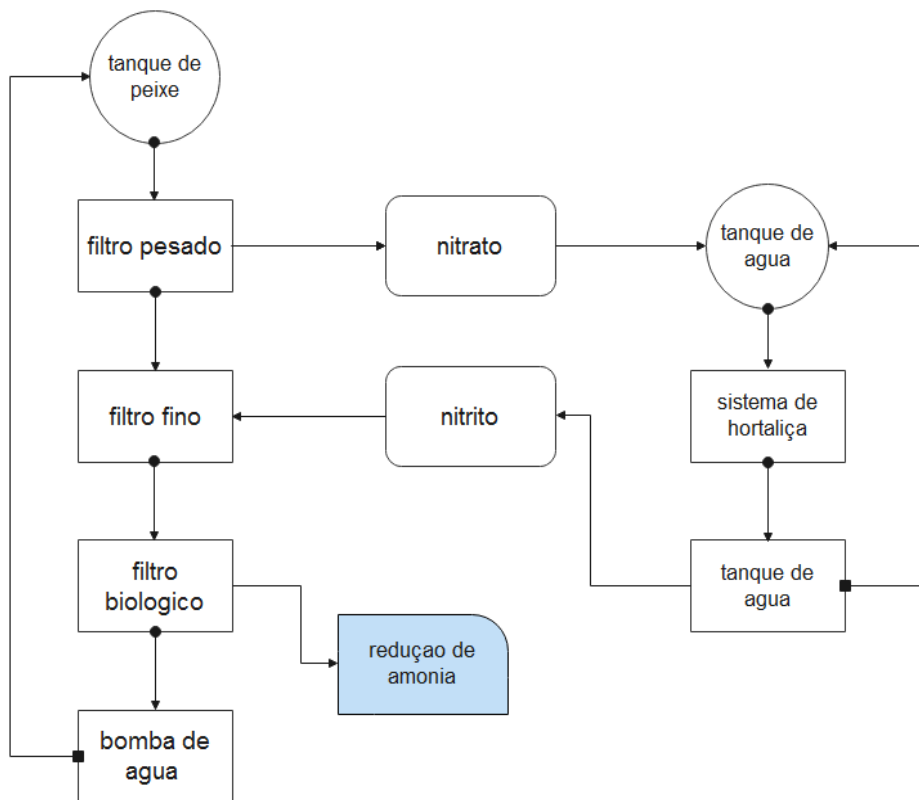 tanque de
peixe
filtro pesado
nitrato
tanque de
agua
filtro fino
nitrito
sistema de
hortaliça
filtro
biologico
tanque de
agua
reduçao de
amonia
bomba de
agua